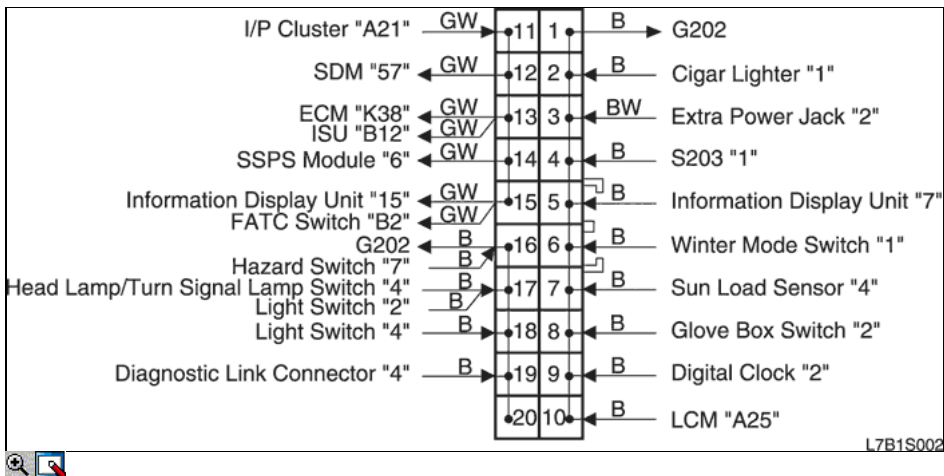 I/P Cluster "A21" GW 11 1 B G202
SDM "57" GW 12 2 B Cigar Lighter "1"
ECM "K38" GW 13 3 BW Extra Power Jack "2"
ISU "B12" GW
SSPS Module "6" GW 14 4 B S203 "1"
Information Display Unit "15" GW 15 5 B Information Display Unit "7"
FATC Switch "B2" GW
G202 B 16 6 B Winter Mode Switch "1"
Hazard Switch "7" B
Head Lamp/Turn Signal Lamp Switch "4" B 17 7 B Sun Load Sensor "4"
Light Switch "2" B
Light Switch "4" B 18 8 B Glove Box Switch "2"
Diagnostic Link Connector "4" B 19 9 B Digital Clock "2"
20 10 B LCM "A25"
L7B1S002